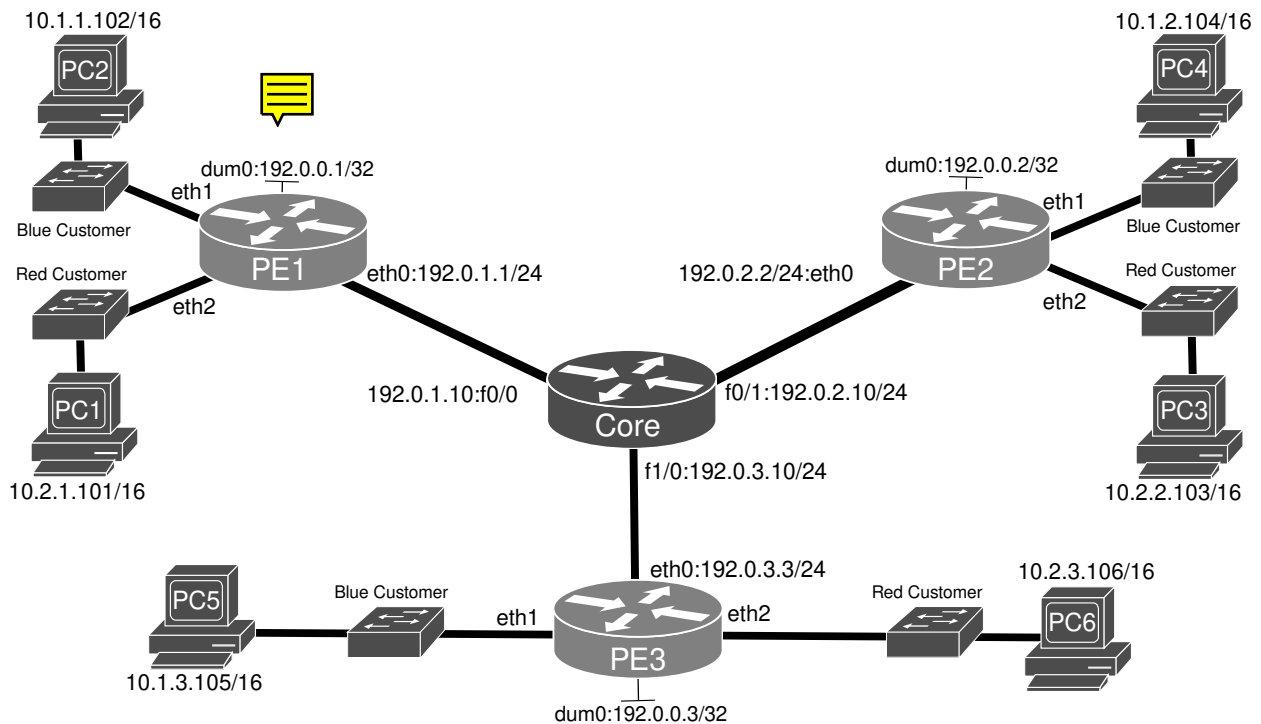 10.1.1.102/16
PC2
dum0:192.0.0.1/32
eth1
Blue Customer
Red Customer
PE1
eth0:192.0.1.1/24
eth2
PC1
10.2.1.101/16
10.1.2.104/16
PC4
dum0:192.0.0.2/32
eth1
Blue Customer
192.0.2.2/24:eth0
PE2
Red Customer
eth2
PC3
10.2.2.103/16
192.0.1.10:f0/0
f0/1:192.0.2.10/24
Core
f1/0:192.0.3.10/24
eth0:192.0.3.3/24
PC5
Blue Customer
eth1
eth2
Red Customer
10.2.3.106/16
PC6
10.1.3.105/16
PE3
dum0:192.0.0.3/32